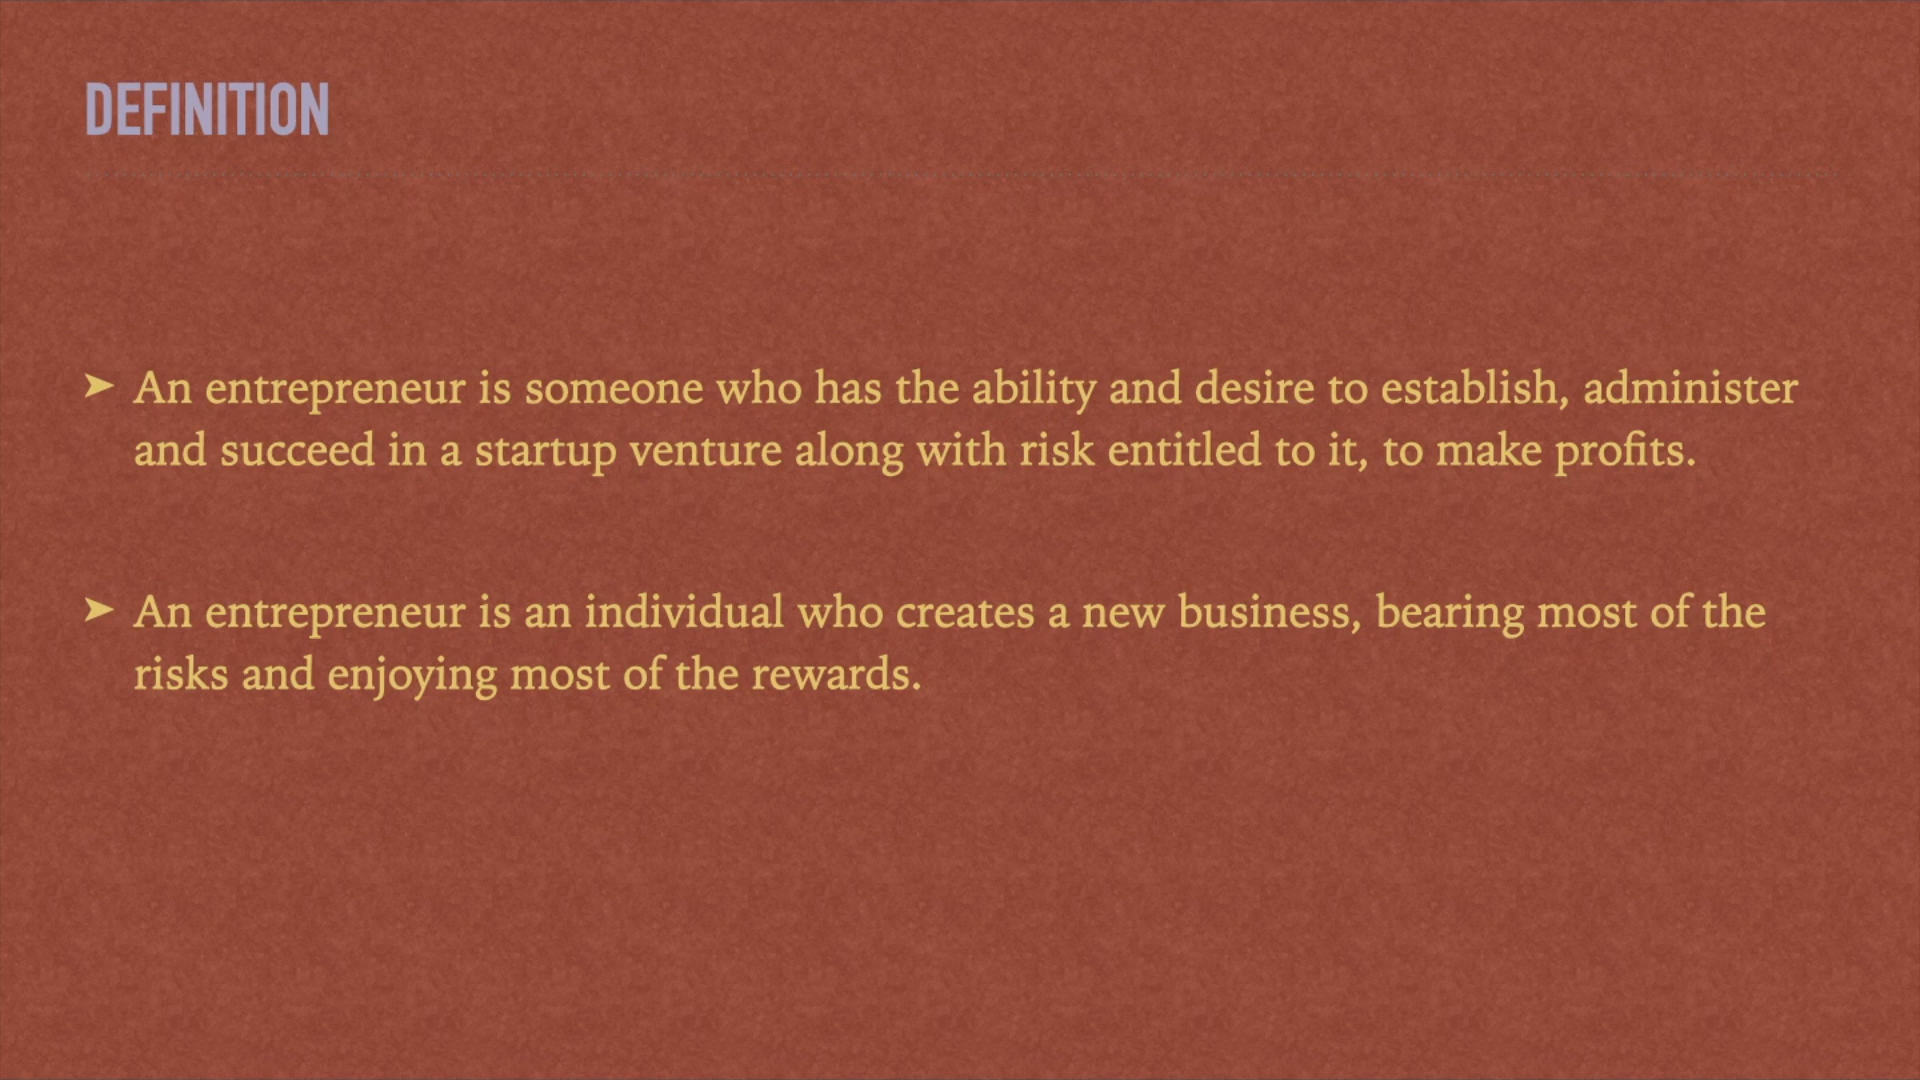 DEFINITION
➤ An entrepreneur is someone who has the ability and desire to establish, administer
and succeed in a startup venture along with risk entitled to it, to make profits.
➤ An entrepreneur is an individual who creates a new business, bearing most of the
risks and enjoying most of the rewards.